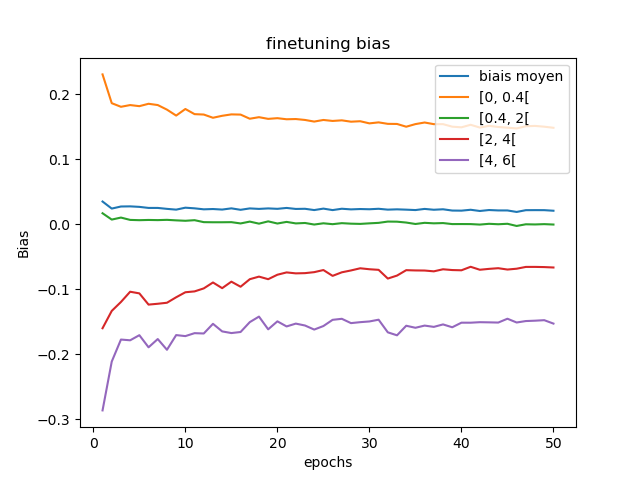 finetuning bias
biais moyen
[0, 0.4[
[0.4, 2[
[2, 4[
[4, 6[
Bias
0.2
0.1
0.0
−0.1
−0.2
−0.3
0 10 20 30 40 50
epochs